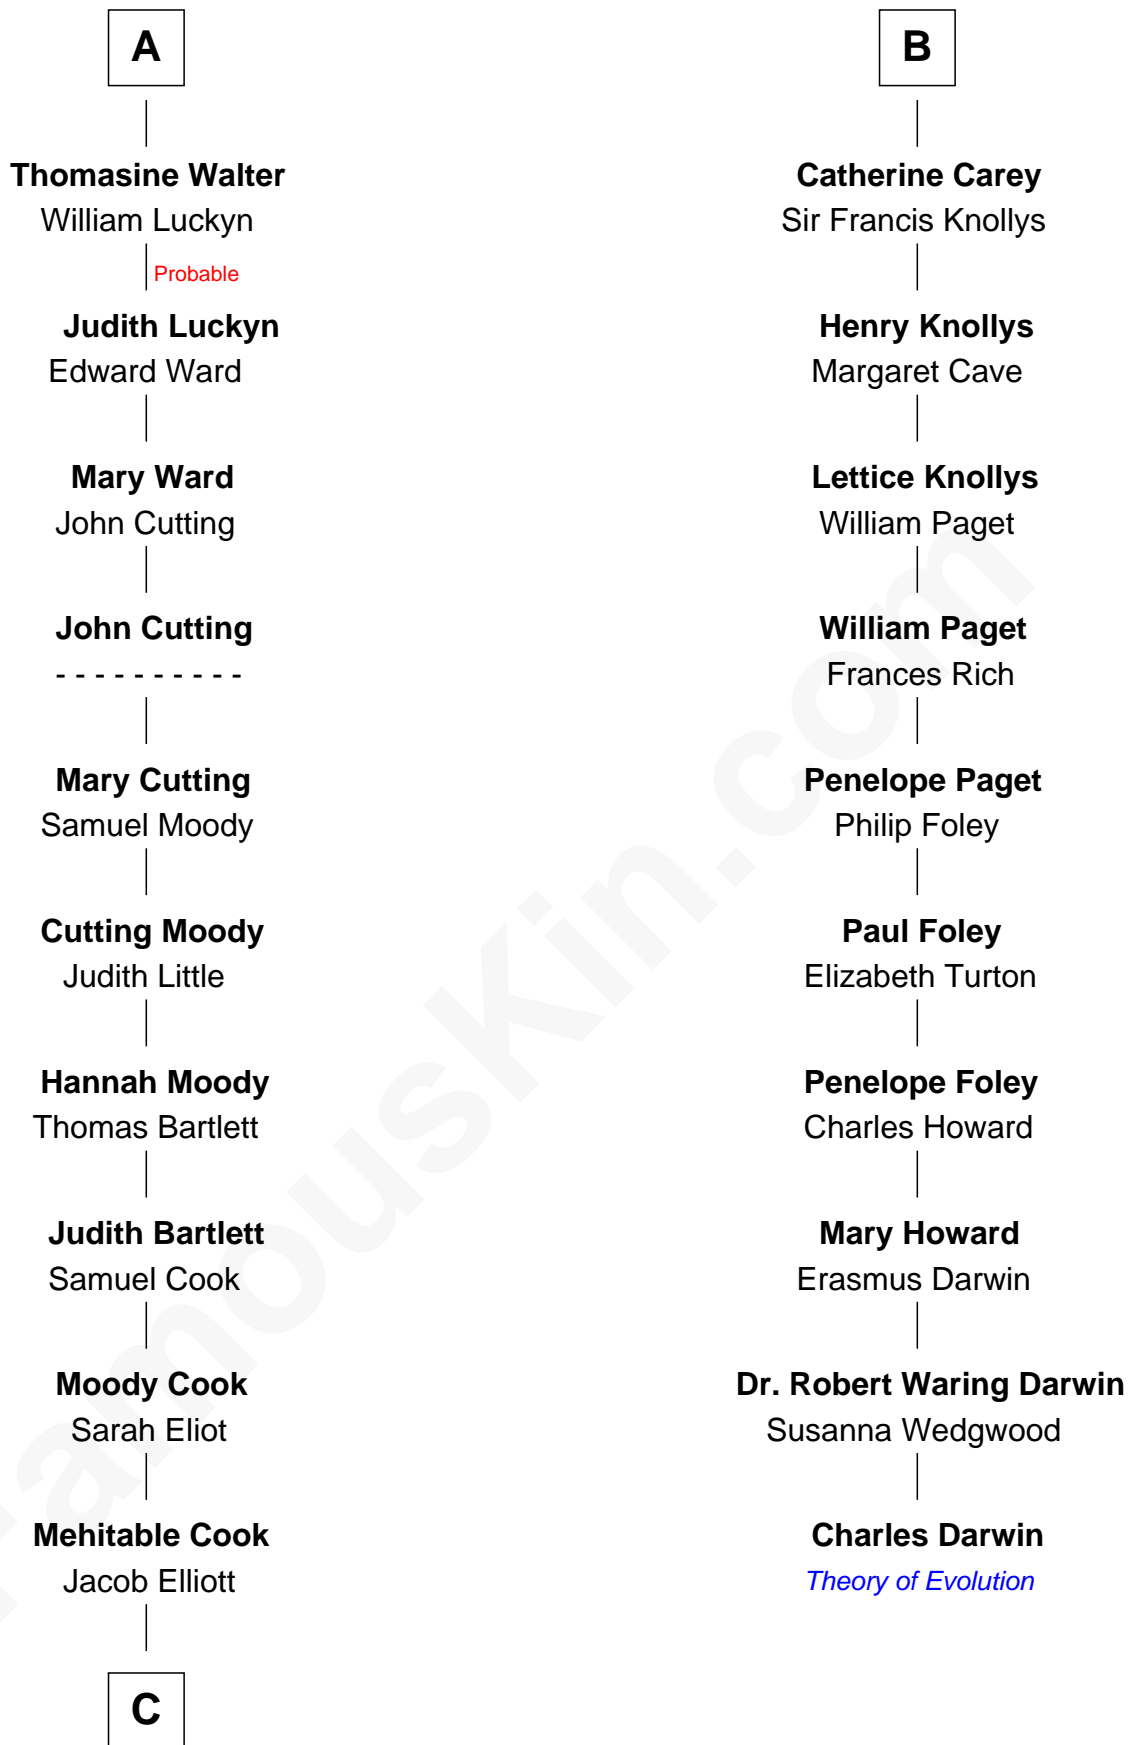 A
Thomasine Walter
William Luckyn
Probable
Judith Luckyn
Edward Ward
Mary Ward
John Cutting
John Cutting
- - - - - - - - - -
Mary Cutting
Samuel Moody
Cutting Moody
Judith Little
Hannah Moody
Thomas Bartlett
Judith Bartlett
Samuel Cook
Moody Cook
Sarah Eliot
Mehitable Cook
Jacob Elliott
C
B
Catherine Carey
Sir Francis Knollys
Henry Knollys
Margaret Cave
Lettice Knollys
William Paget
William Paget
Frances Rich
Penelope Paget
Philip Foley
Paul Foley
Elizabeth Turton
Penelope Foley
Charles Howard
Mary Howard
Erasmus Darwin
Dr. Robert Waring Darwin
Susanna Wedgwood
Charles Darwin
Theory of Evolution
FamousKin.com